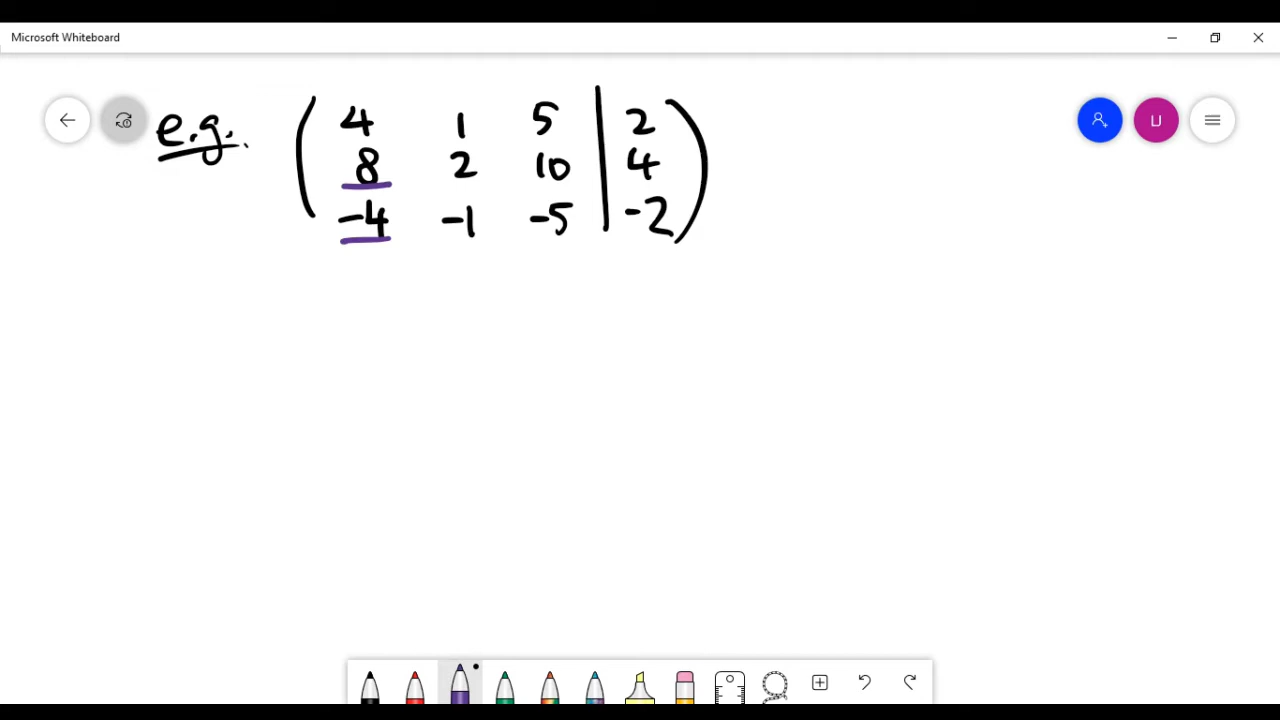 Microsoft Whiteboard
e.g. ( 4 1 5 | 2
8 2 10 | 4
-4 -1 -5 | -2 )
U